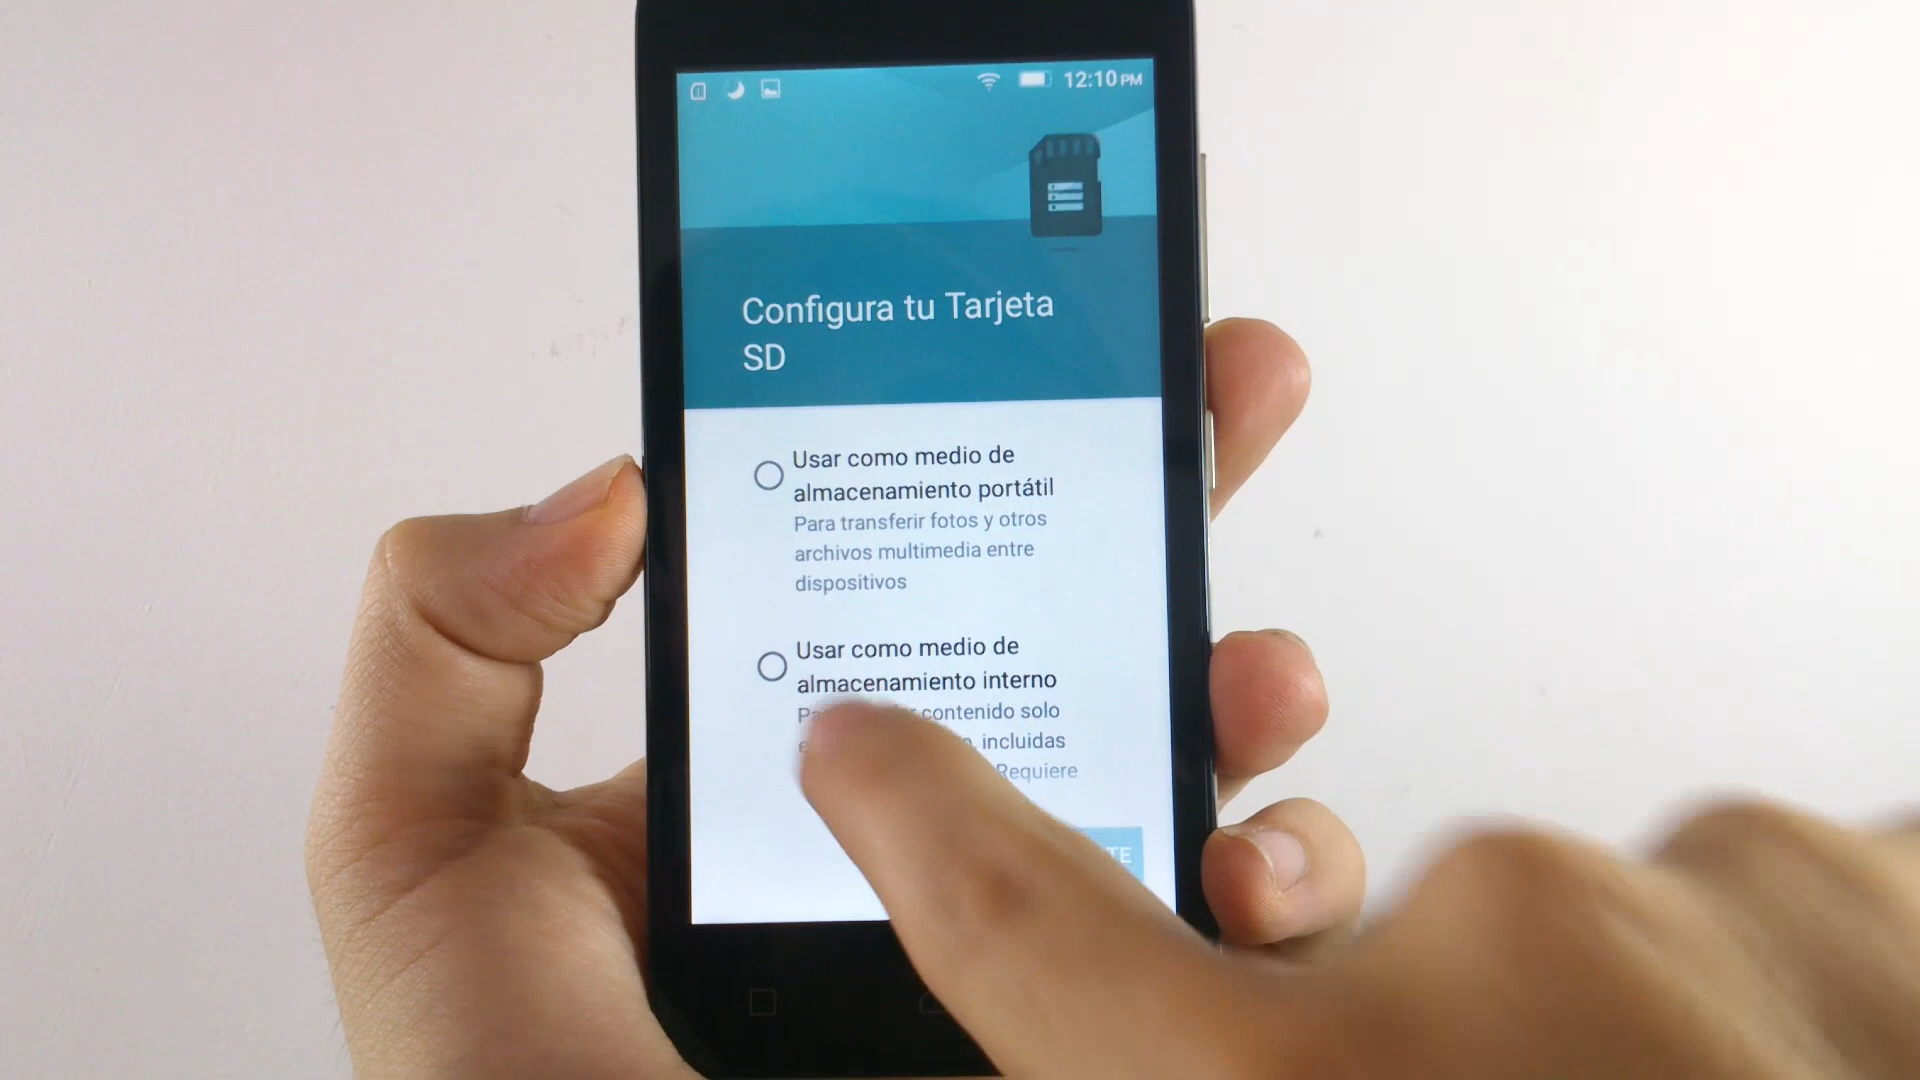 12:10 PM
Configura tu Tarjeta
SD
Usar como medio de
almacenamiento portátil
Para transferir fotos y otros
archivos multimedia entre
dispositivos
Usar como medio de
almacenamiento interno
contenido solo
incluidas
Requiere